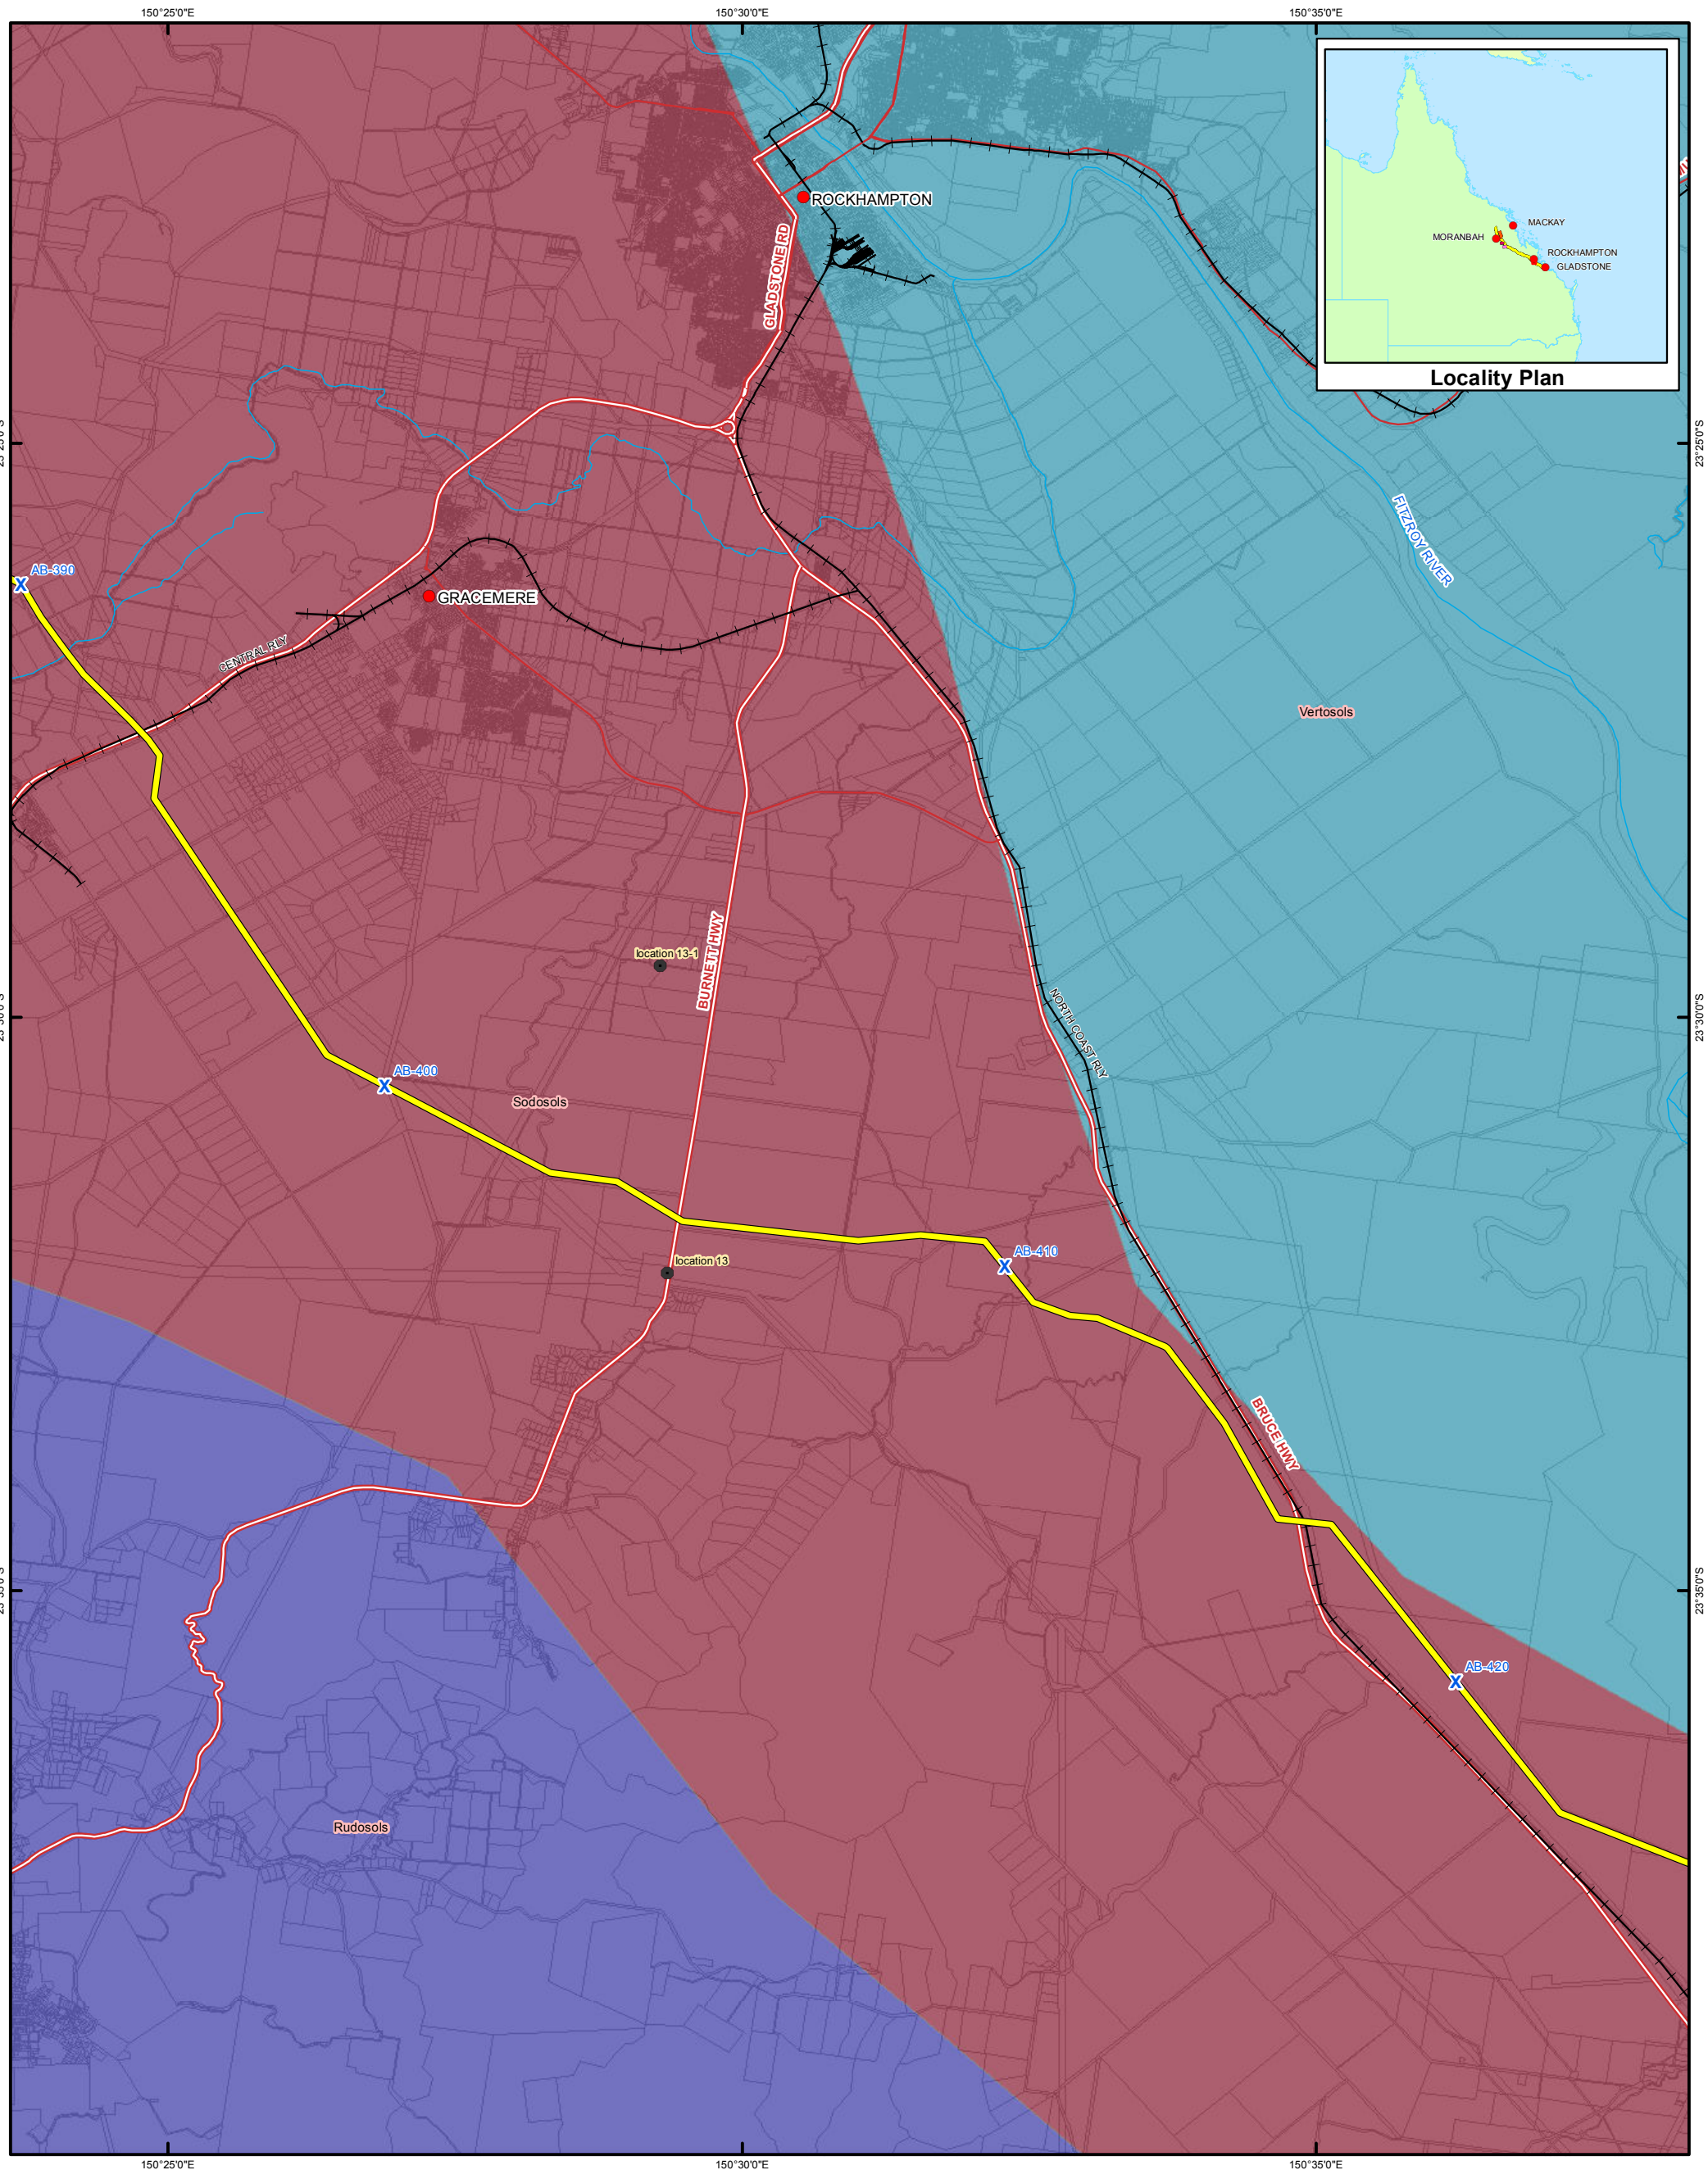 150°25'0"E
150°30'0"E
150°35'0"E
MACKAY
MORANBAH
ROCKHAMPTON
GLADSTONE
Locality Plan
ROCKHAMPTON
GLADSTONE RD
23°25'0"S
FITZROY RIVER
AB-390
GRACEMERE
CENTRAL RLY
Vertosols
location 13-1
BURNETT HWY
NORTH COAST RLY
23°30'0"S
AB-400
Sodosols
AB-410
location 13
BRUCE HWY
23°35'0"S
AB-420
Rudosols
150°25'0"E
150°30'0"E
150°35'0"E